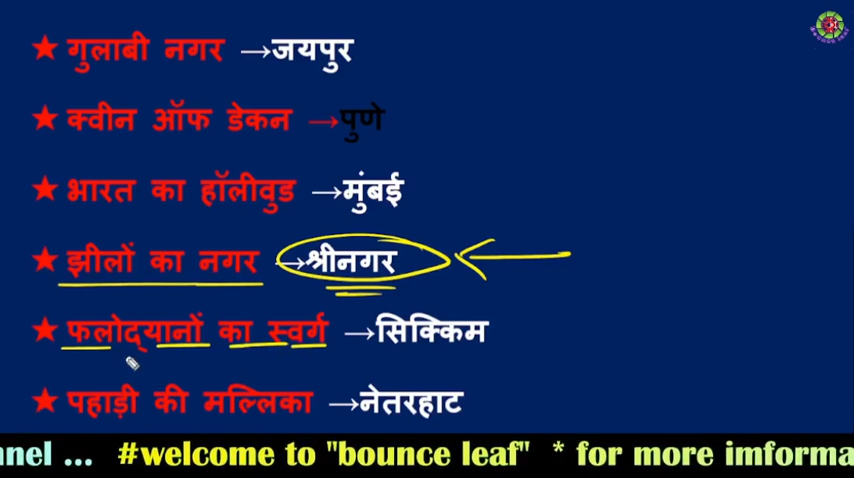 ★ गुलाबी नगर →जयपुर
★ क्वीन ऑफ डेकन →पुणे
★ भारत का हॉलीवुड →मुंबई
★ झीलों का नगर →श्रीनगर
★ फलोद्यानों का स्वर्ग →सिक्किम
★ पहाड़ी की मल्लिका →नेतरहाट
nnel ... #welcome to "bounce leaf" * for more imforma